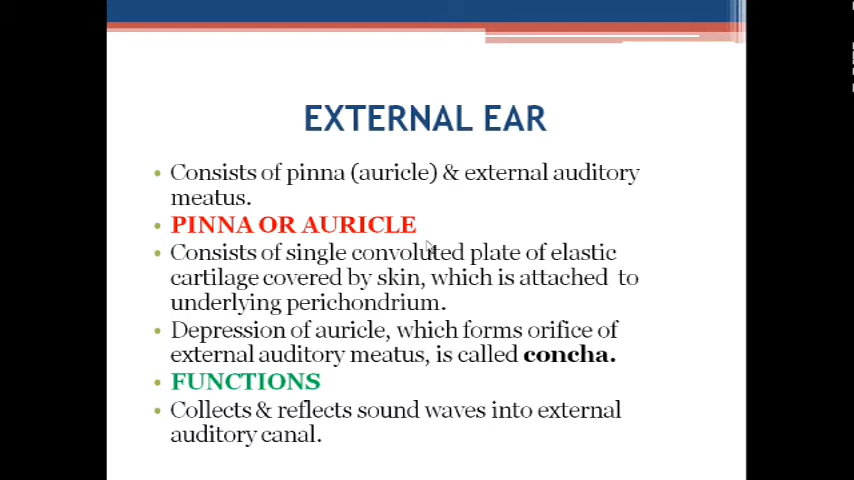 EXTERNAL EAR
• Consists of pinna (auricle) & external auditory
meatus.
• PINNA OR AURICLE
• Consists of single convoluted plate of elastic
cartilage covered by skin, which is attached to
underlying perichondrium.
• Depression of auricle, which forms orifice of
external auditory meatus, is called concha.
• FUNCTIONS
• Collects & reflects sound waves into external
auditory canal.